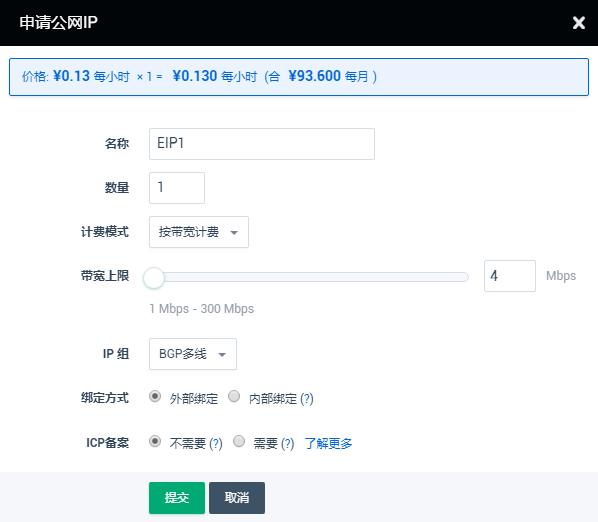 申请公网IP
价格: ¥0.13 每小时 × 1 = ¥0.130 每小时 (合 ¥93.600 每月 )
名称 EIP1
数量 1
计费模式 按带宽计费
带宽上限 4 Mbps
1 Mbps - 300 Mbps
IP 组 BGP多线
绑定方式 外部绑定 内部绑定 (?)
ICP备案 不需要 (?) 需要 (?) 了解更多
提交 取消